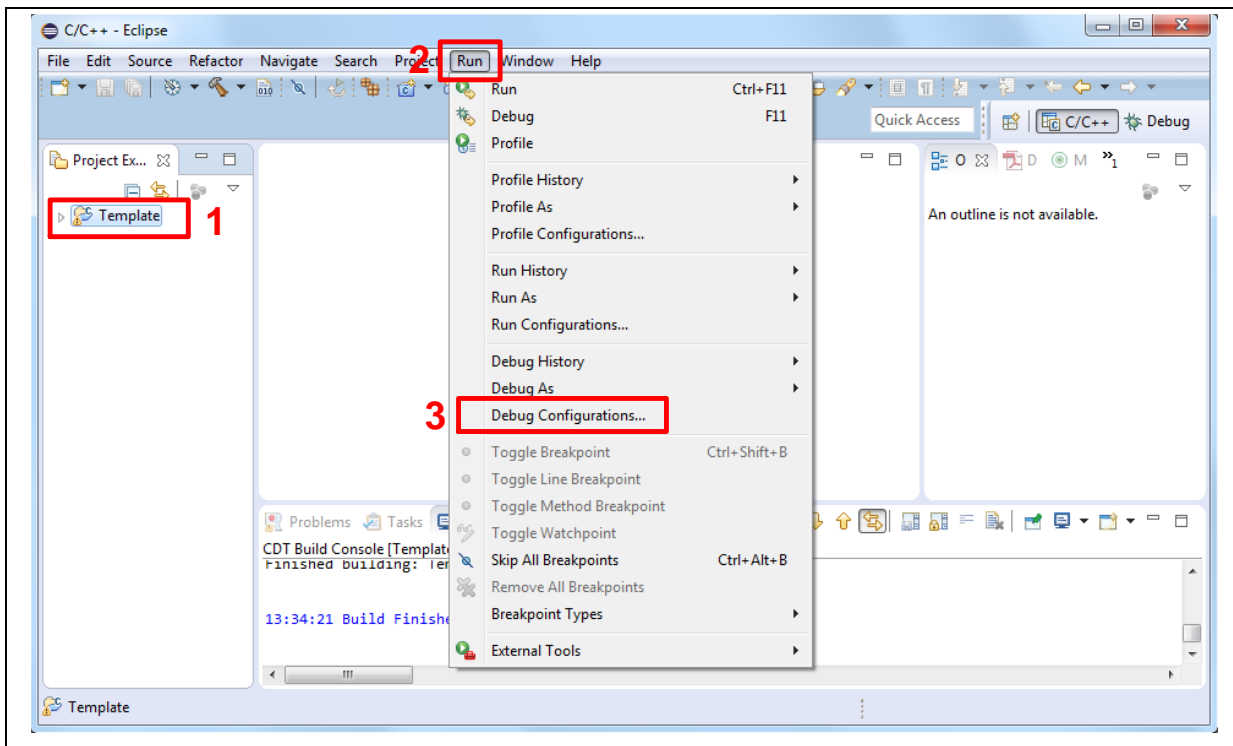 C/C++ - Eclipse
File Edit Source Refactor Navigate Search Project Run Window Help
2
Quick Access C/C++ Debug
Project Ex...
Template
1
Run Ctrl+F11
Debug F11
Profile
Profile History
Profile As
Profile Configurations...
Run History
Run As
Run Configurations...
Debug History
Debug As
3 Debug Configurations...
Toggle Breakpoint Ctrl+Shift+B
Toggle Line Breakpoint
Toggle Method Breakpoint
Toggle Watchpoint
Skip All Breakpoints Ctrl+Alt+B
Remove All Breakpoints
Breakpoint Types
External Tools
O D M »1
An outline is not available.
Problems Tasks
CDT Build Console [Templat
Finished building: Te
13:34:21 Build Finishe
Template